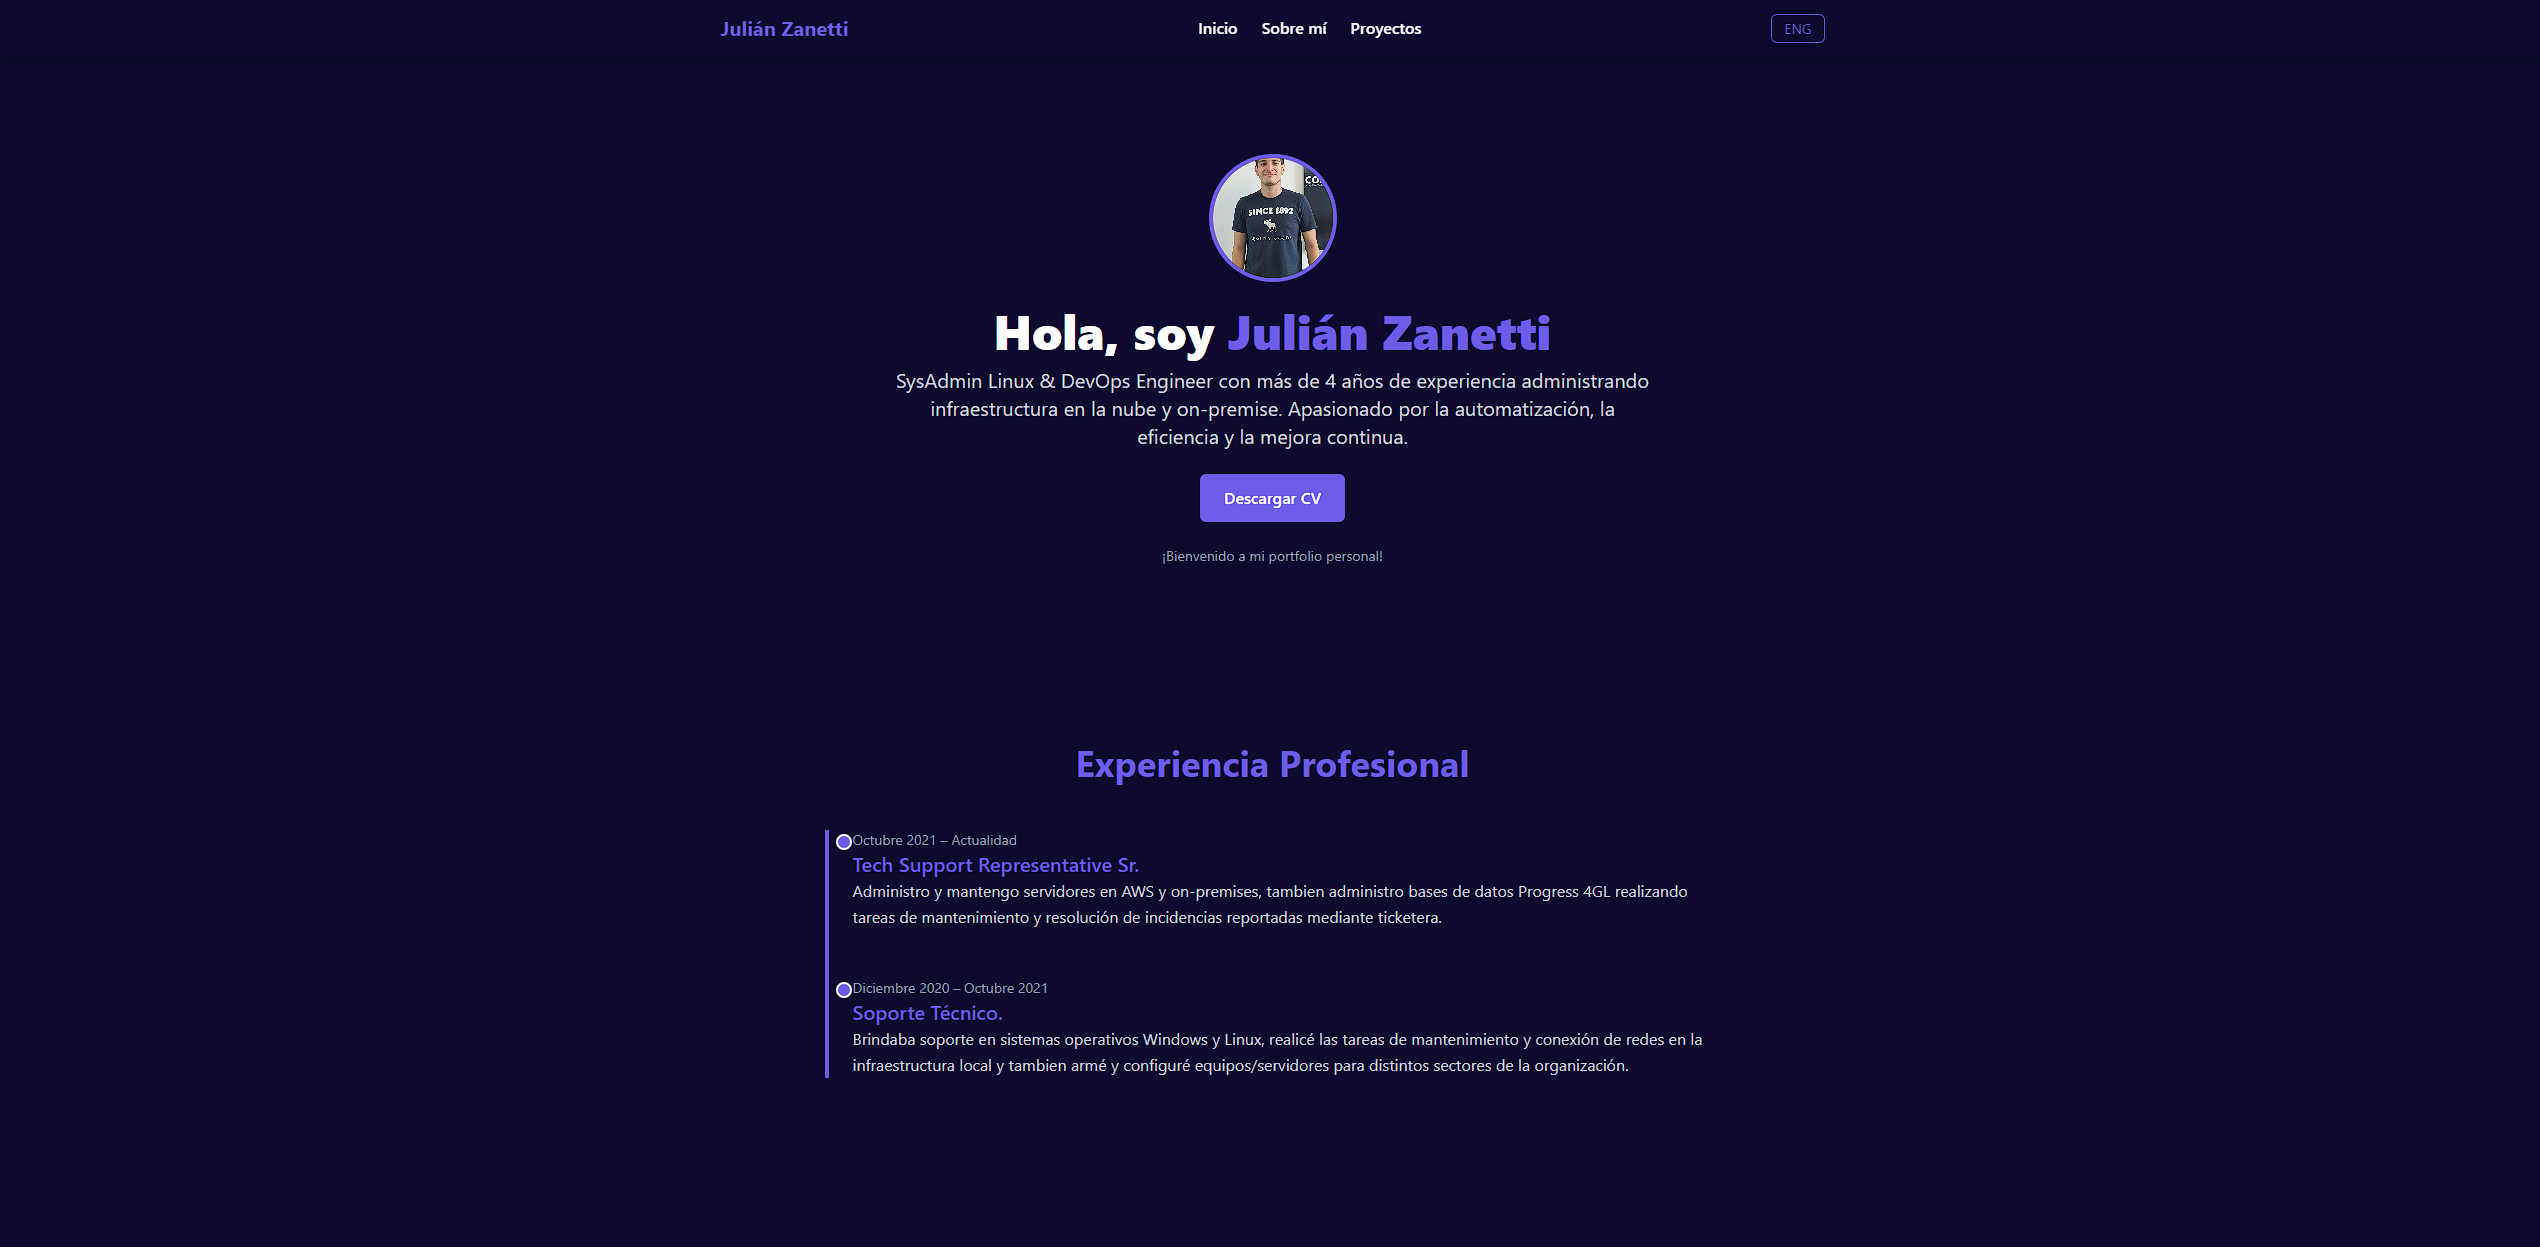 Julián Zanetti
Inicio Sobre mí Proyectos
ENG
SINCE 1892
Hola, soy Julián Zanetti
SysAdmin Linux & DevOps Engineer con más de 4 años de experiencia administrando
infraestructura en la nube y on-premise. Apasionado por la automatización, la
eficiencia y la mejora continua.
Descargar CV
¡Bienvenido a mi portfolio personal!
Experiencia Profesional
Octubre 2021 – Actualidad
Tech Support Representative Sr.
Administro y mantengo servidores en AWS y on-premises, tambien administro bases de datos Progress 4GL realizando
tareas de mantenimiento y resolución de incidencias reportadas mediante ticketera.
Diciembre 2020 – Octubre 2021
Soporte Técnico.
Brindaba soporte en sistemas operativos Windows y Linux, realicé las tareas de mantenimiento y conexión de redes en la
infraestructura local y tambien armé y configuré equipos/servidores para distintos sectores de la organización.